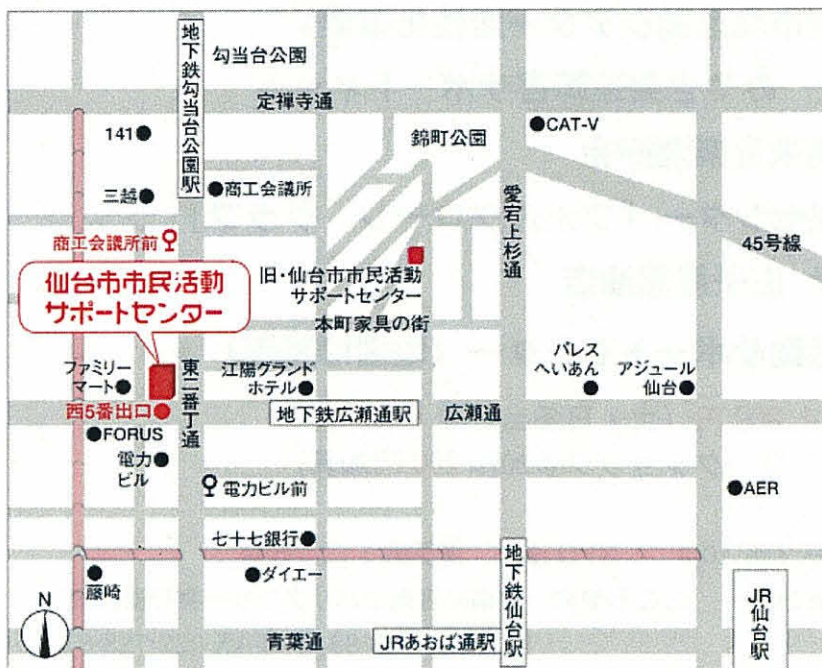 地下鉄勾当台公園駅
勾当台公園
定禅寺通
141
錦町公園
CAT-V
三越
商工会議所
愛宕上杉通
商工会議所前
45号線
仙台市市民活動
サポートセンター
旧・仙台市市民活動
サポートセンター
本町家具の街
ファミリー
マート
東二番丁通
江陽グランド
ホテル
パレス
へいあん
アジュール
仙台
西5番出口
地下鉄広瀬通駅
広瀬通
FORUS
電力
ビル
電力ビル前
AER
七十七銀行
地下鉄仙台駅
藤崎
ダイエー
JR仙台駅
N
青葉通
JRあおば通駅